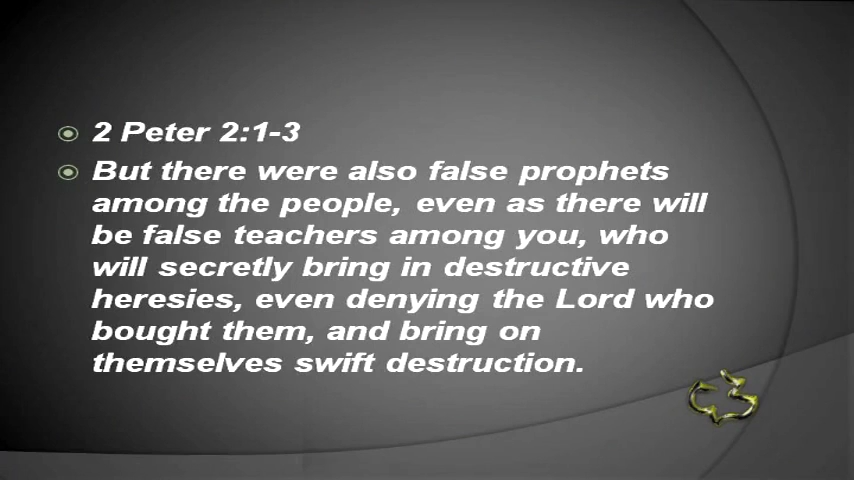 2 Peter 2:1-3
But there were also false prophets
among the people, even as there will
be false teachers among you, who
will secretly bring in destructive
heresies, even denying the Lord who
bought them, and bring on
themselves swift destruction.